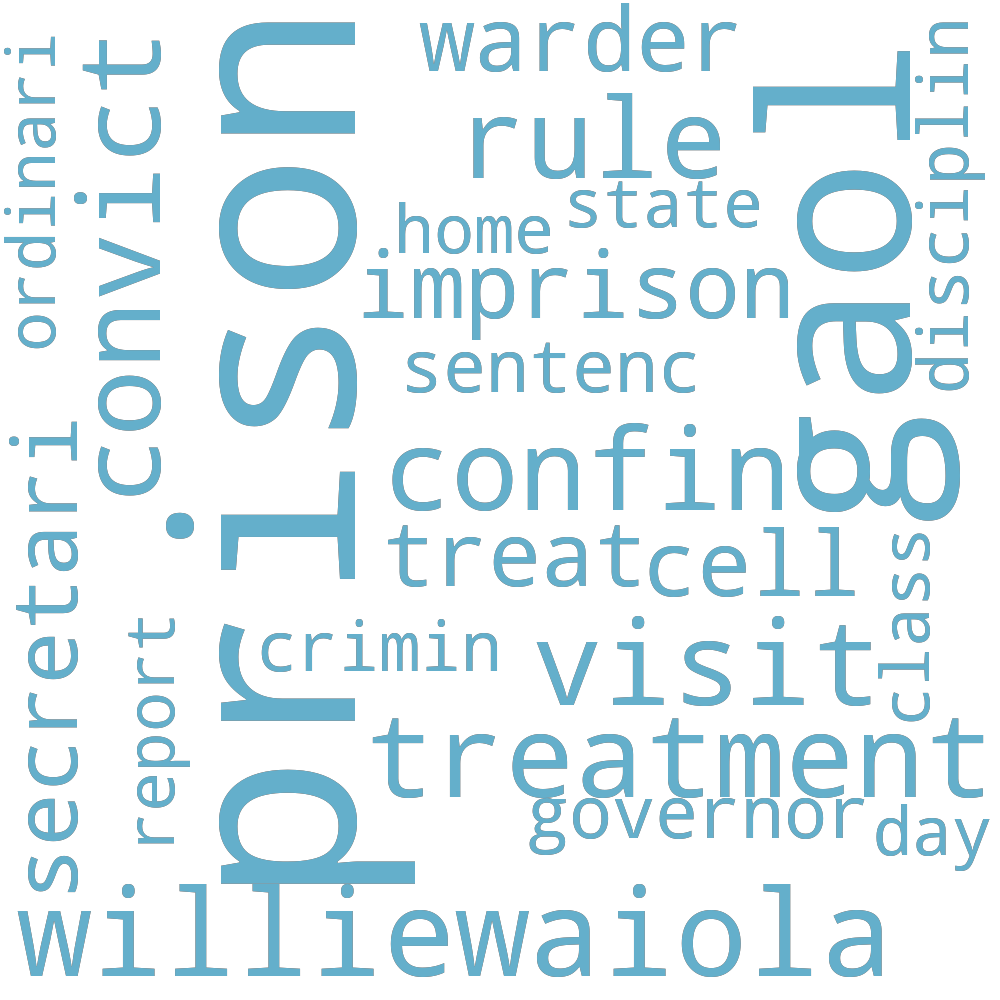 ordinari
convict
prison
warder
gaol
disciplin
rule
state
home
imprison
sentenc
confin
secretari
treat
cell
class
report
crimin
visit
treatment
governor
day
williewaiola